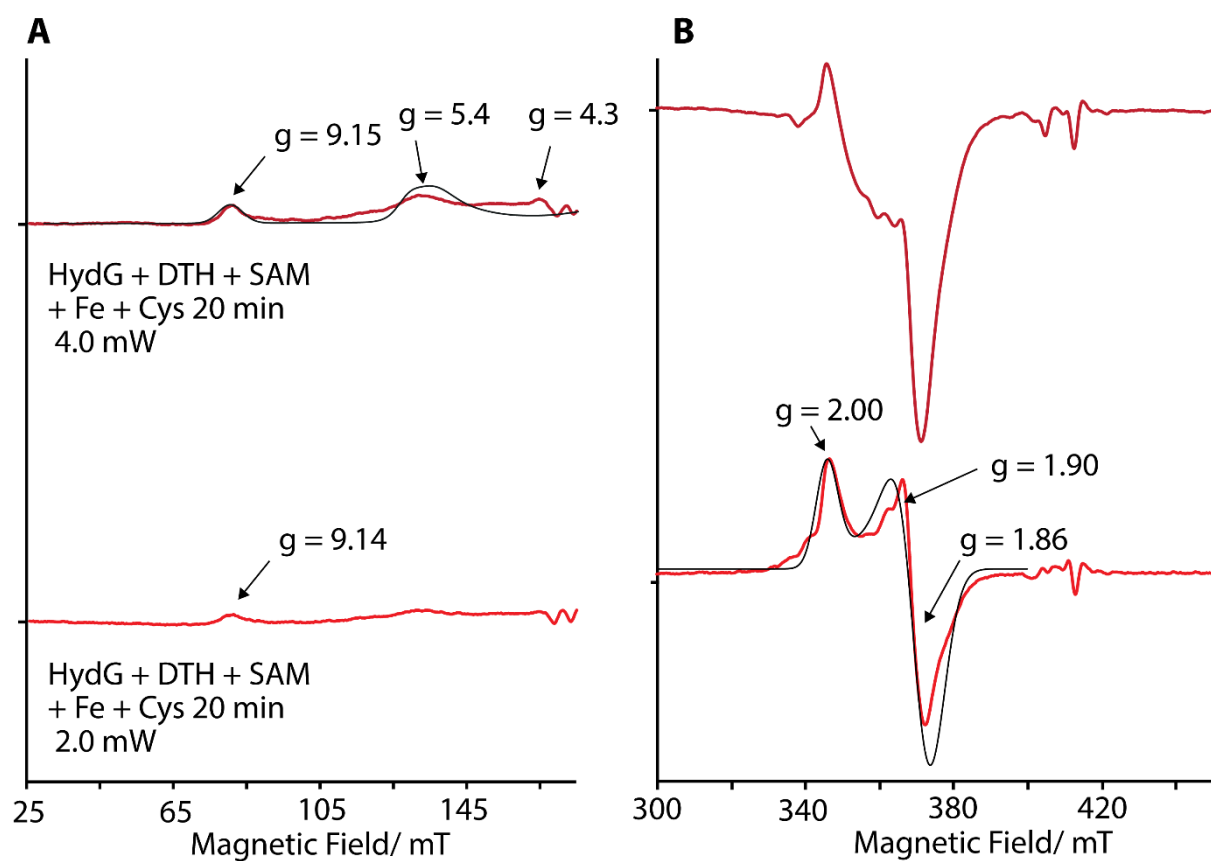 A
g = 9.15
g = 5.4
g = 4.3
HydG + DTH + SAM
+ Fe + Cys 20 min
4.0 mW
g = 9.14
HydG + DTH + SAM
+ Fe + Cys 20 min
2.0 mW
25
65
105
145
Magnetic Field/ mT
B
g = 2.00
g = 1.90
g = 1.86
300
340
380
420
Magnetic Field/ mT